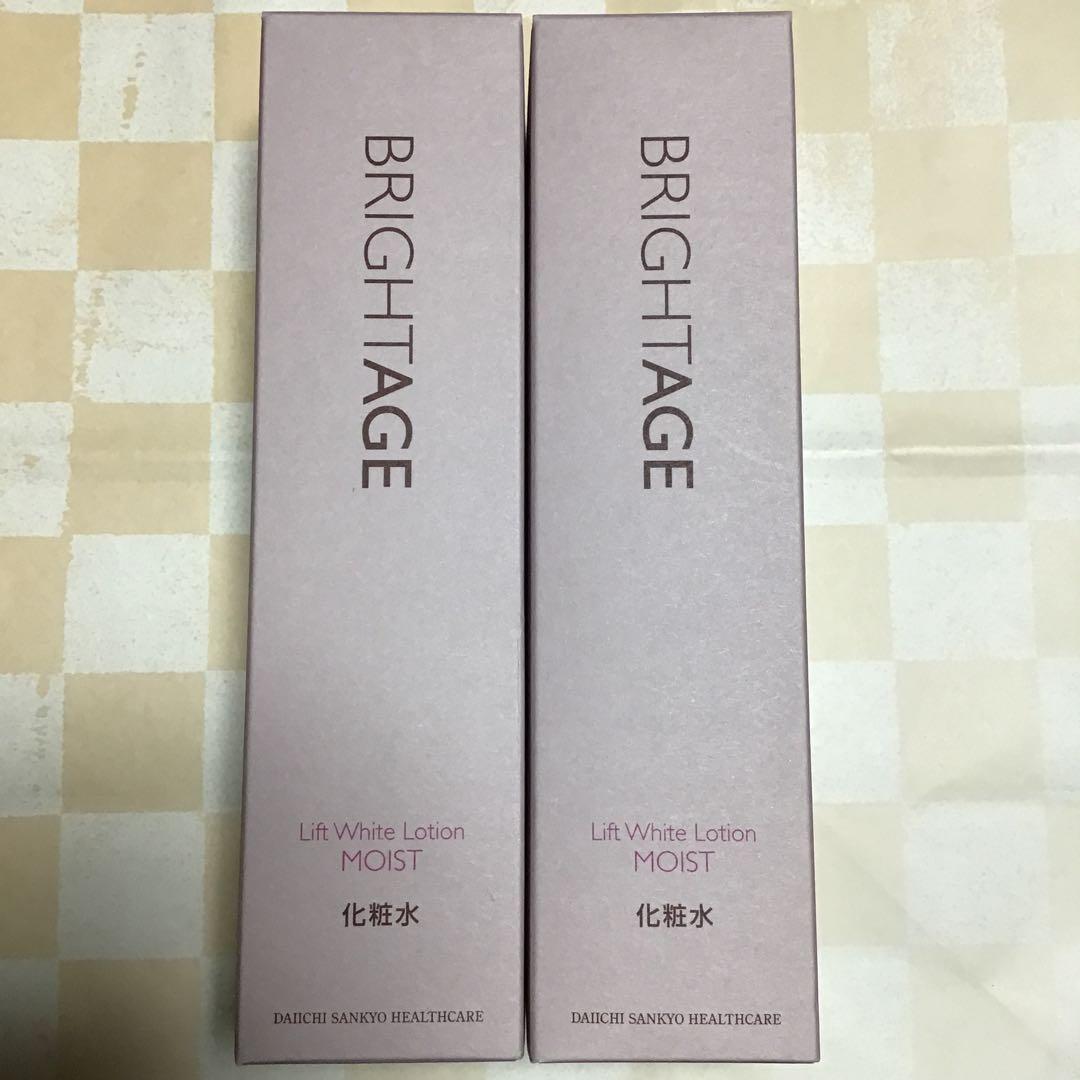 BRIGHTAGE
Lift White Lotion
MOIST
化粧水
DAIICHI SANKYO HEALTHCARE
BRIGHTAGE
Lift White Lotion
MOIST
化粧水
DAIICHI SANKYO HEALTHCARE